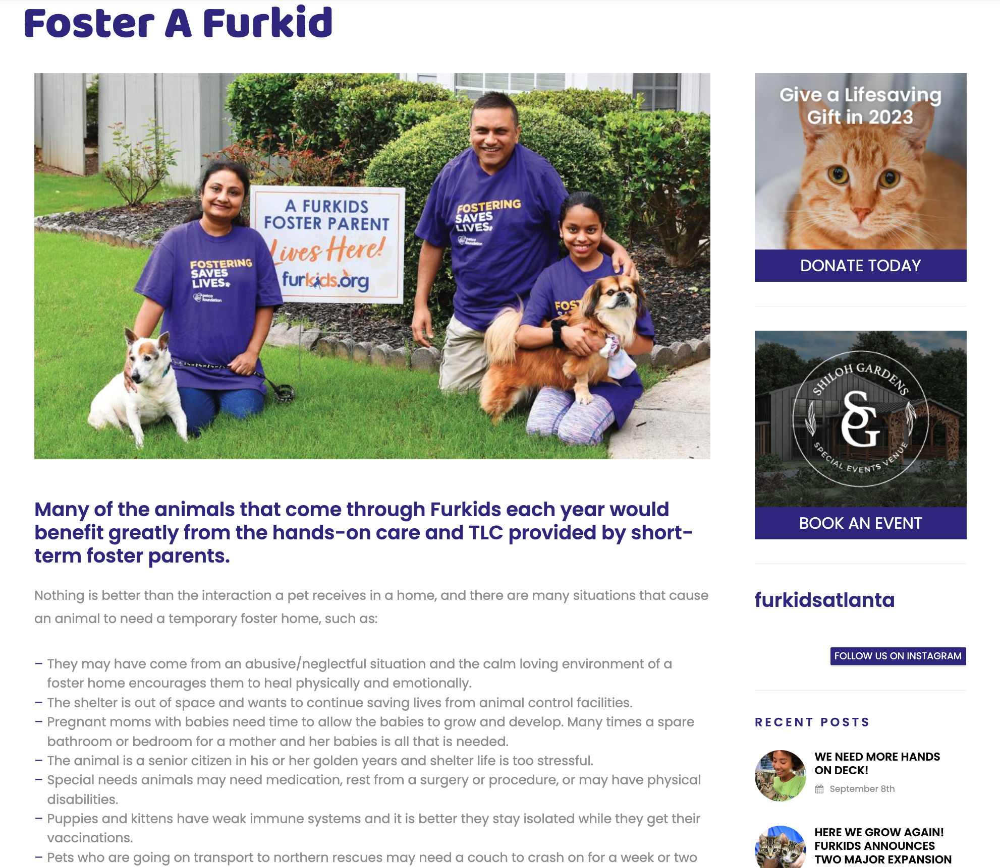 Foster A Furkid
A FURKIDS
FOSTER PARENT
Lives Here!
furkids.org
FOSTERING
SAVES
LIVES
petco
foundation
FOSTERING
SAVES
LIVES
petco
foundation
FOST
Many of the animals that come through Furkids each year would
benefit greatly from the hands-on care and TLC provided by short-
term foster parents.
Nothing is better than the interaction a pet receives in a home, and there are many situations that cause
an animal to need a temporary foster home, such as:
– They may have come from an abusive/neglectful situation and the calm loving environment of a
foster home encourages them to heal physically and emotionally.
– The shelter is out of space and wants to continue saving lives from animal control facilities.
– Pregnant moms with babies need time to allow the babies to grow and develop. Many times a spare
bathroom or bedroom for a mother and her babies is all that is needed.
– The animal is a senior citizen in his or her golden years and shelter life is too stressful.
– Special needs animals may need medication, rest from a surgery or procedure, or may have physical
disabilities.
– Puppies and kittens have weak immune systems and it is better they stay isolated while they get their
vaccinations.
– Pets who are going on transport to northern rescues may need a couch to crash on for a week or two
Give a Lifesaving
Gift in 2023
DONATE TODAY
SHILOH GARDENS
SG
SPECIAL EVENTS VENUE
BOOK AN EVENT
furkidsatlanta
FOLLOW US ON INSTAGRAM
RECENT POSTS
WE NEED MORE HANDS
ON DECK!
September 8th
HERE WE GROW AGAIN!
FURKIDS ANNOUNCES
TWO MAJOR EXPANSION